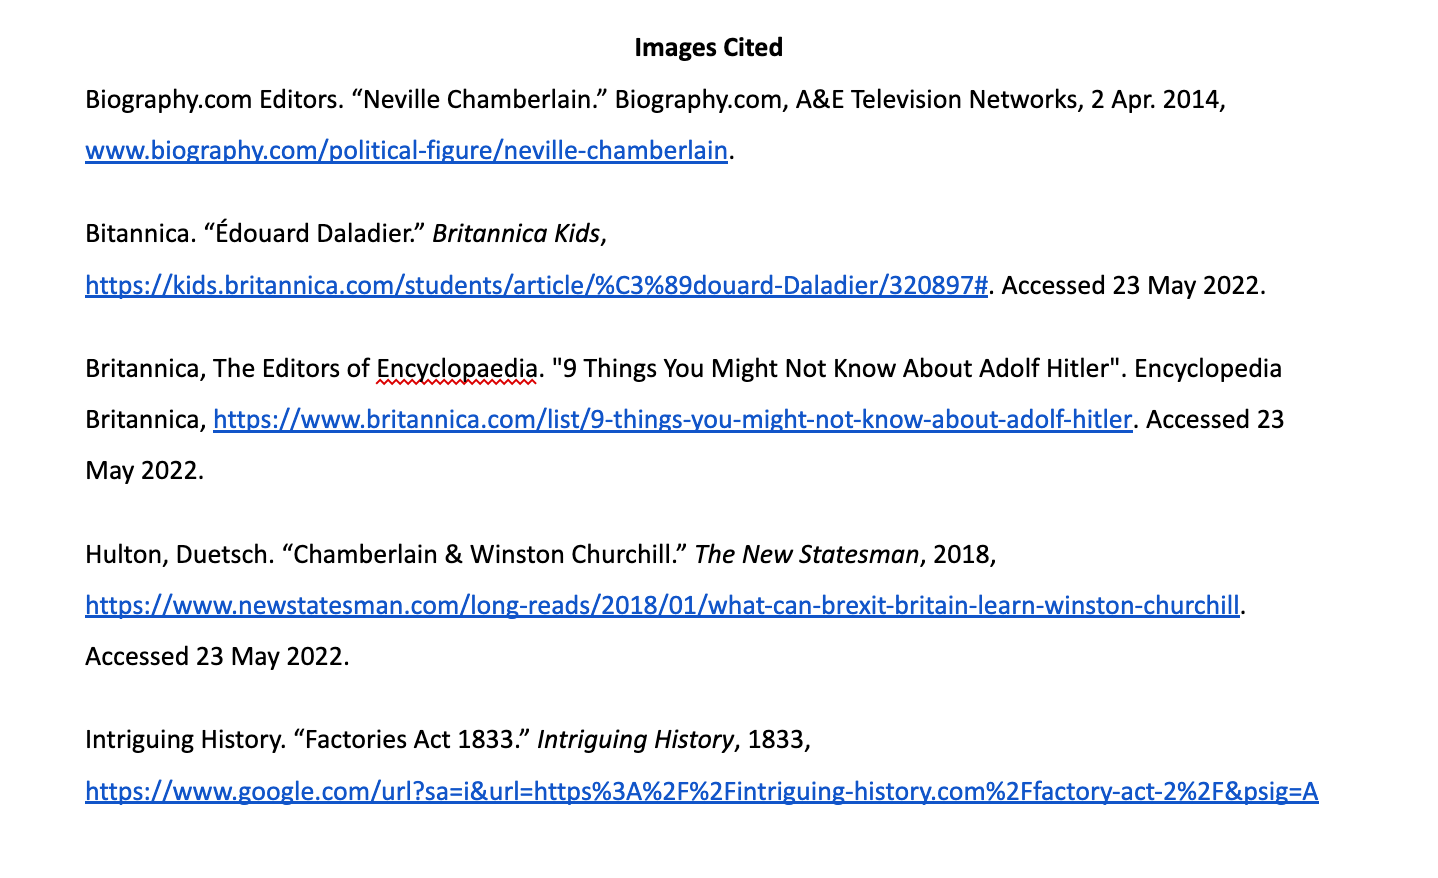 Images Cited
Biography.com Editors. “Neville Chamberlain.” Biography.com, A&E Television Networks, 2 Apr. 2014,
www.biography.com/political-figure/neville-chamberlain.
Bitannica. “Édouard Daladier.” Britannica Kids,
https://kids.britannica.com/students/article/%C3%89douard-Daladier/320897#. Accessed 23 May 2022.
Britannica, The Editors of Encyclopaedia. "9 Things You Might Not Know About Adolf Hitler". Encyclopedia
Britannica, https://www.britannica.com/list/9-things-you-might-not-know-about-adolf-hitler. Accessed 23
May 2022.
Hulton, Duetsch. “Chamberlain & Winston Churchill.” The New Statesman, 2018,
https://www.newstatesman.com/long-reads/2018/01/what-can-brexit-britain-learn-winston-churchill.
Accessed 23 May 2022.
Intriguing History. “Factories Act 1833.” Intriguing History, 1833,
https://www.google.com/url?sa=i&url=https%3A%2F%2Fintriguing-history.com%2Ffactory-act-2%2F&psig=A